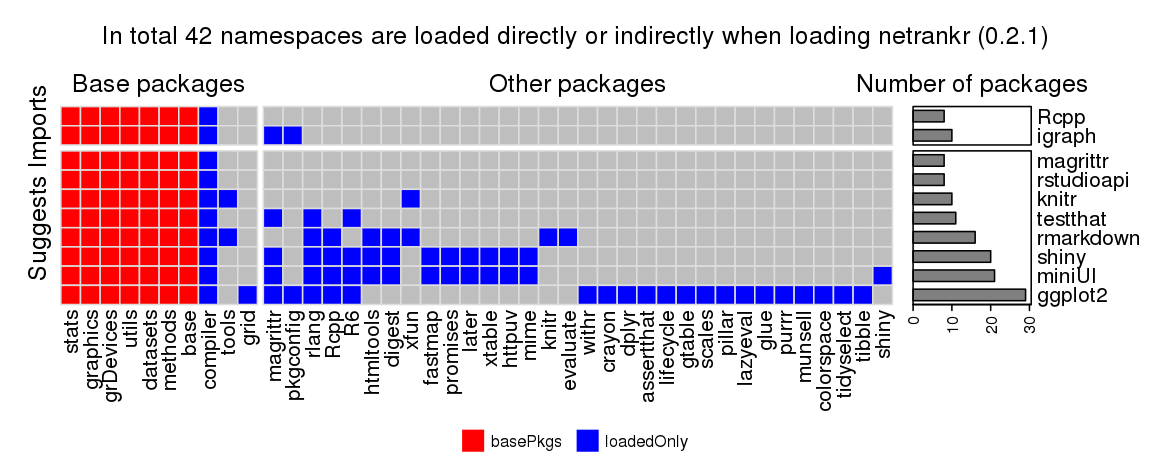 In total 42 namespaces are loaded directly or indirectly when loading netrankr (0.2.1)
Base packages
Other packages
Number of packages
Imports
Suggests
Rcpp
igraph
magrittr
rstudioapi
knitr
testthat
rmarkdown
shiny
miniUI
ggplot2
0
10
20
30
stats
graphics
grDevices
utils
datasets
methods
base
compiler
tools
grid
magrittr
pkgconfig
rlang
Rcpp
R6
htmltools
digest
xfun
fastmap
promises
later
xtable
httpuv
mime
knitr
evaluate
withr
crayon
dplyr
assertthat
lifecycle
gtable
scales
pillar
lazyeval
glue
purrr
munsell
colorspace
tidyselect
tibble
shiny
basePkgs
loadedOnly